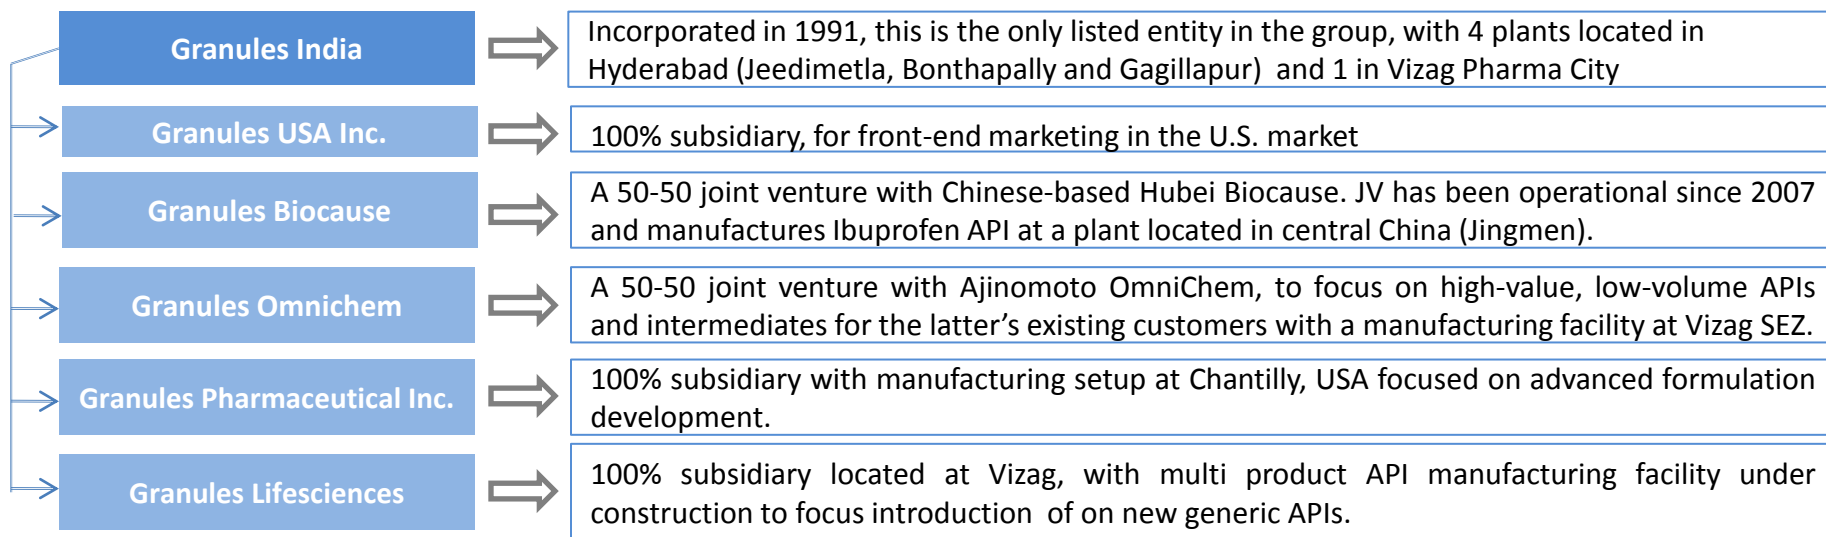 Granules India
Incorporated in 1991, this is the only listed entity in the group, with 4 plants located in
Hyderabad (Jeedimetla, Bonthapally and Gagillapur) and 1 in Vizag Pharma City
Granules USA Inc.
100% subsidiary, for front-end marketing in the U.S. market
Granules Biocause
A 50-50 joint venture with Chinese-based Hubei Biocause. JV has been operational since 2007
and manufactures Ibuprofen API at a plant located in central China (Jingmen).
Granules Omnichem
A 50-50 joint venture with Ajinomoto OmniChem, to focus on high-value, low-volume APIs
and intermediates for the latter’s existing customers with a manufacturing facility at Vizag SEZ.
Granules Pharmaceutical Inc.
100% subsidiary with manufacturing setup at Chantilly, USA focused on advanced formulation
development.
Granules Lifesciences
100% subsidiary located at Vizag, with multi product API manufacturing facility under
construction to focus introduction of on new generic APIs.